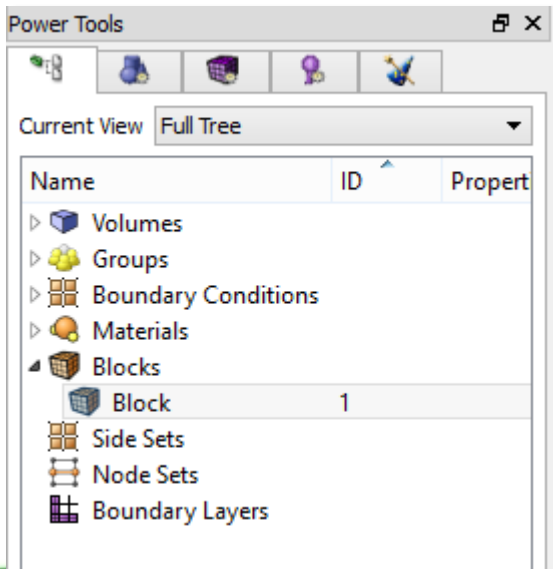 Power Tools
Current View Full Tree
Name ID Propert
Volumes
Groups
Boundary Conditions
Materials
Blocks
Block 1
Side Sets
Node Sets
Boundary Layers